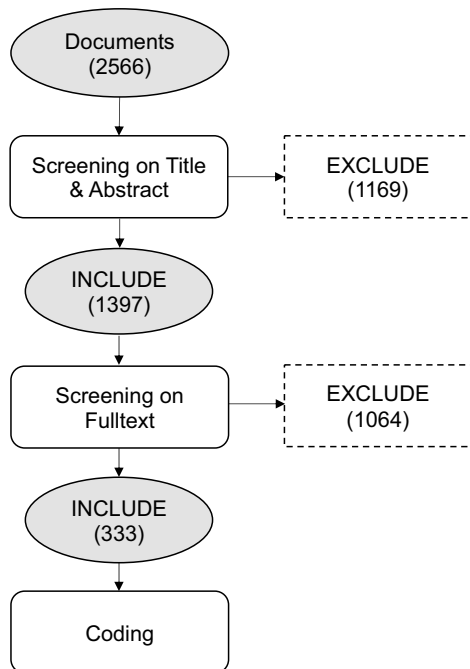 Documents
(2566)
Screening on Title
& Abstract
EXCLUDE
(1169)
INCLUDE
(1397)
Screening on
Fulltext
EXCLUDE
(1064)
INCLUDE
(333)
Coding